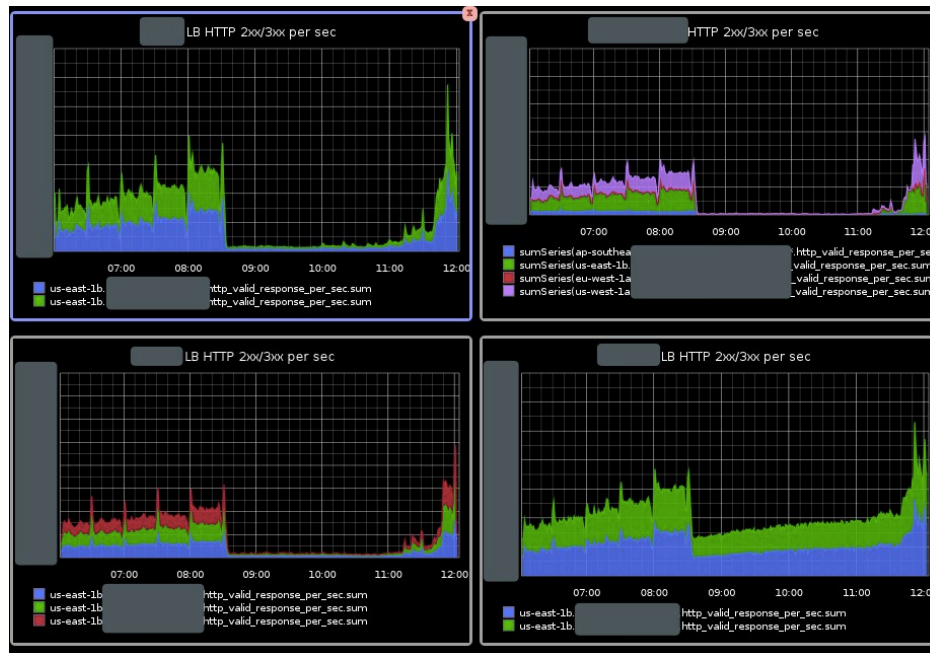 x
LB HTTP 2xx/3xx per sec
07:00 08:00 09:00 10:00 11:00 12:00
us-east-1b. http_valid_response_per_sec.sum
us-east-1b. http_valid_response_per_sec.sum
HTTP 2xx/3xx per sec
07:00 08:00 09:00 10:00 11:00 12:0
sumSeries(ap-southea .http_valid_response_per_se
sumSeries(us-east-1b. _valid_response_per_sec.sum
sumSeries(eu-west-1a _valid_response_per_sec.sum
sumSeries(us-west-1a _valid_response_per_sec.sum
LB HTTP 2xx/3xx per sec
07:00 08:00 09:00 10:00 11:00 12:00
us-east-1b http_valid_response_per_sec.sum
us-east-1b http_valid_response_per_sec.sum
us-east-1b http_valid_response_per_sec.sum
LB HTTP 2xx/3xx per sec
07:00 08:00 09:00 10:00 11:00 12:00
us-east-1b. http_valid_response_per_sec.sum
us-east-1b. http_valid_response_per_sec.sum